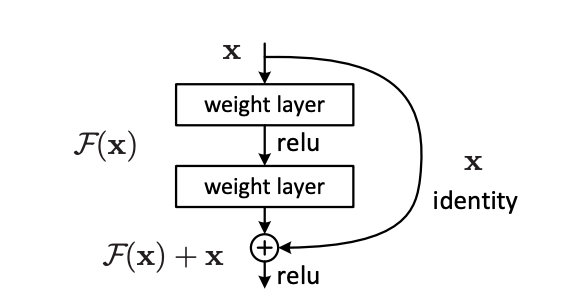 x
weight layer
relu
F(x)
weight layer
x
identity
+
F(x) + x
relu